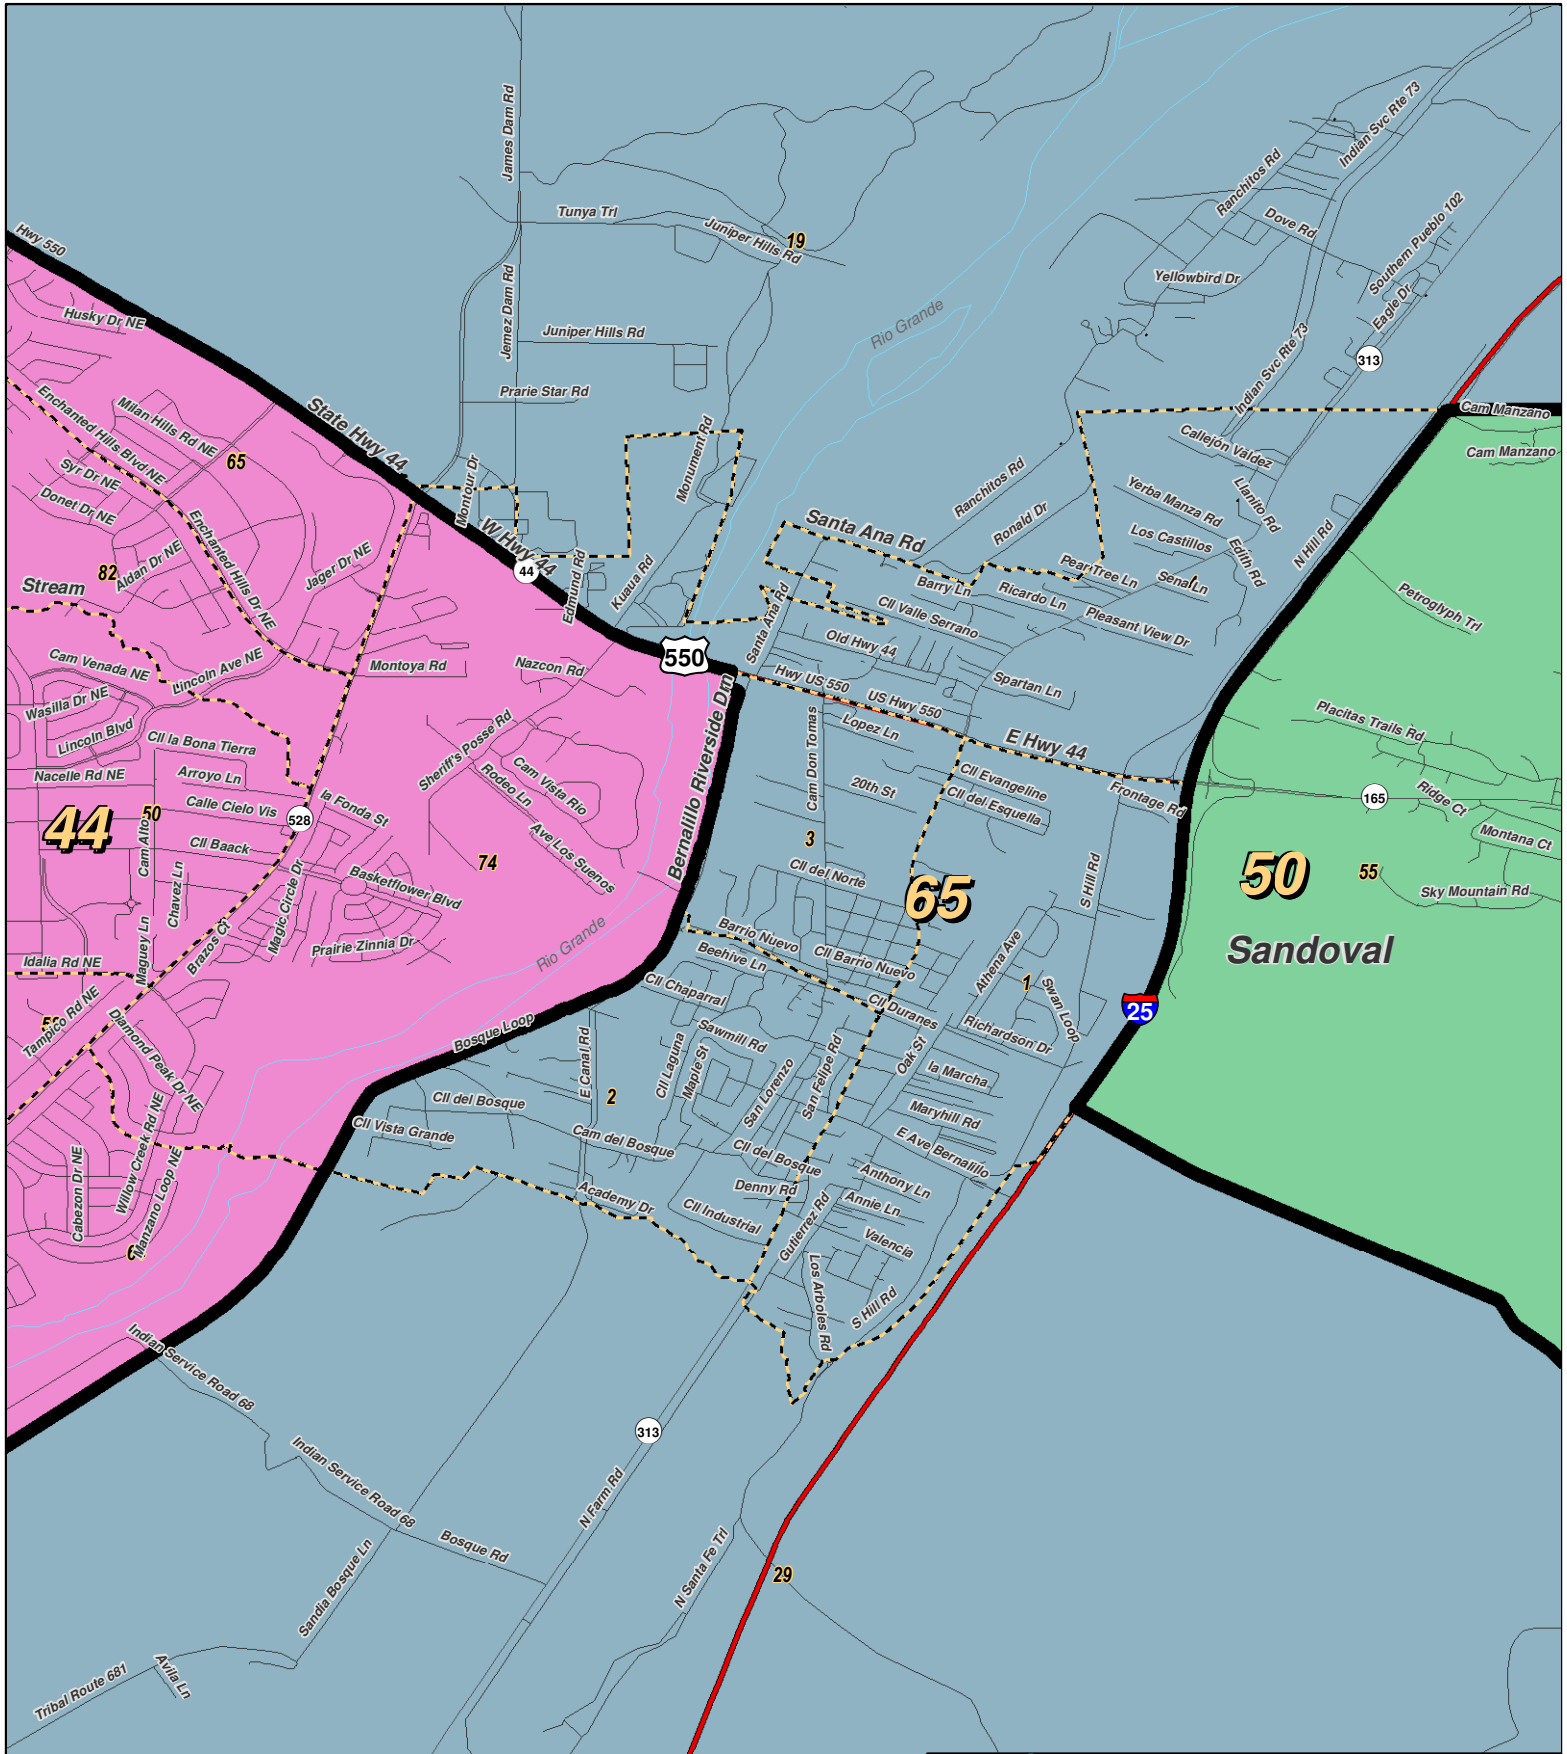 James Dam Rd
Indian Svc Rte 73
Ranchitos Rd
Tunya Trl
Juniper Hills Rd
19
Dove Rd
Southern Pueblo 102
Hwy 550
Yellowbird Dr
Eagle Dr
Jemez Dam Rd
Rio Grande
Husky Dr NE
Juniper Hills Rd
313
Indian Svc Rte 73
Prarie Star Rd
Enchanted Hills Blvd NE
Milan Hills Rd NE
State Hwy 44
Cam Manzano
Callejón Valdez
Cam Manzano
65
Syr Dr NE
Montour Dr
Monument Rd
Ranchitos Rd
Yerba Manza Rd
Llanito Rd
Donet Dr NE
Enchanted Hills Dr NE
W Hwy 44
Santa Ana Rd
Ronald Dr
Los Castillos
N Hill Rd
Aldan Dr NE
Jager Dr NE
44
Edith Rd
82
Stream
Edmund Rd
Kuaua Rd
Barry Ln
Pear Tree Ln
Senal Ln
Ricardo Ln
Petroglyph Trl
Santa Ana Rd
Cll Valle Serrano
Pleasant View Dr
Old Hwy 44
Cam Venada NE
Lincoln Ave NE
Montoya Rd
Nazcon Rd
550
Hwy US 550
US Hwy 550
Spartan Ln
Wasilla Dr NE
Lincoln Blvd
Bernalillo Riverside Drn
Lopez Ln
E Hwy 44
Placitas Trails Rd
Cll la Bona Tierra
Sheriff's Posse Rd
Cam Don Tomas
Nacelle Rd NE
Arroyo Ln
Rodeo Ln
Cam Vista Rio
20th St
Cll Evangeline
Cll del Esquella
Frontage Rd
165
Ridge Ct
Calle Cielo Vis
la Fonda St
528
44
50
Cam Alto
Cll Baack
Ave Los Suenos
3
Montana Ct
74
Cll del Norte
65
S Hill Rd
50
55
Chavez Ln
Magic Circle Dr
Basketflower Blvd
Sky Mountain Rd
Maguey Ln
Brazos Ct
Prairie Zinnia Dr
Rio Grande
Barrio Nuevo
Cll Barrio Nuevo
Athena Ave
Sandoval
Idalia Rd NE
Beehive Ln
Cll Chaparral
1
Swan Loop
Tampico Rd NE
Diamond Peak Dr NE
Cll Duranes
25
Bosque Loop
Sawmill Rd
Richardson Dr
E Canal Rd
Cll Laguna
Maple St
San Lorenzo
San Felipe Rd
Oak St
la Marcha
2
Cll del Bosque
Maryhill Rd
Cll Vista Grande
Cam del Bosque
Cll del Bosque
E Ave Bernalillo
Cabezon Dr NE
Willow Creek Rd NE
Manzano Loop NE
Academy Dr
Denny Rd
Anthony Ln
Annie Ln
Cll Industrial
Gutierrez Rd
Valencia
Los Arboles Rd
S Hill Rd
Indian Service Road 68
313
Indian Service Road 68
N Farm Rd
Bosque Rd
Sandia Bosque Ln
N Santa Fe Trl
29
Tribal Route 681
Avila Ln